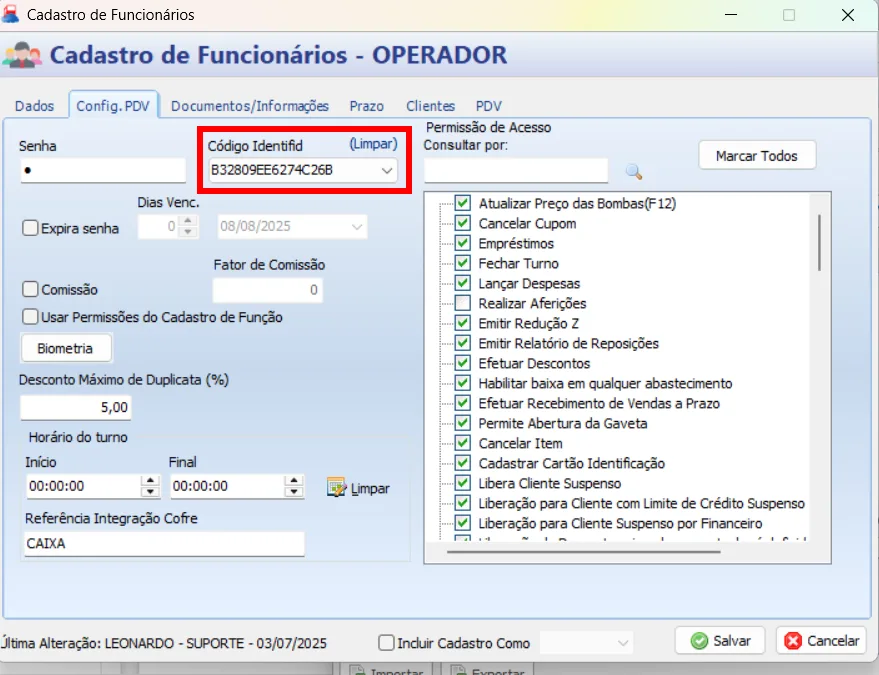 Cadastro de Funcionários
Cadastro de Funcionários - OPERADOR
Dados Config.PDV Documentos/Informações Prazo Clientes PDV
Senha
•
Código Identifid (Limpar)
B32809EE6274C26B
Dias Venc.
Expira senha 0 08/08/2025
Fator de Comissão
Comissão 0
Usar Permissões do Cadastro de Função
Biometria
Desconto Máximo de Duplicata (%)
5,00
Horário do turno
Início Final
00:00:00 00:00:00 Limpar
Referência Integração Cofre
CAIXA
Permissão de Acesso
Consultar por:
Marcar Todos
Atualizar Preço das Bombas(F12)
Cancelar Cupom
Empréstimos
Fechar Turno
Lançar Despesas
Realizar Aferições
Emitir Redução Z
Emitir Relatório de Reposições
Efetuar Descontos
Habilitar baixa em qualquer abastecimento
Efetuar Recebimento de Vendas a Prazo
Permite Abertura da Gaveta
Cancelar Item
Cadastrar Cartão Identificação
Libera Cliente Suspenso
Liberação para Cliente com Limite de Crédito Suspenso
Liberação para Cliente Suspenso por Financeiro
Última Alteração: LEONARDO - SUPORTE - 03/07/2025
Incluir Cadastro Como
Salvar Cancelar
Importar Exportar